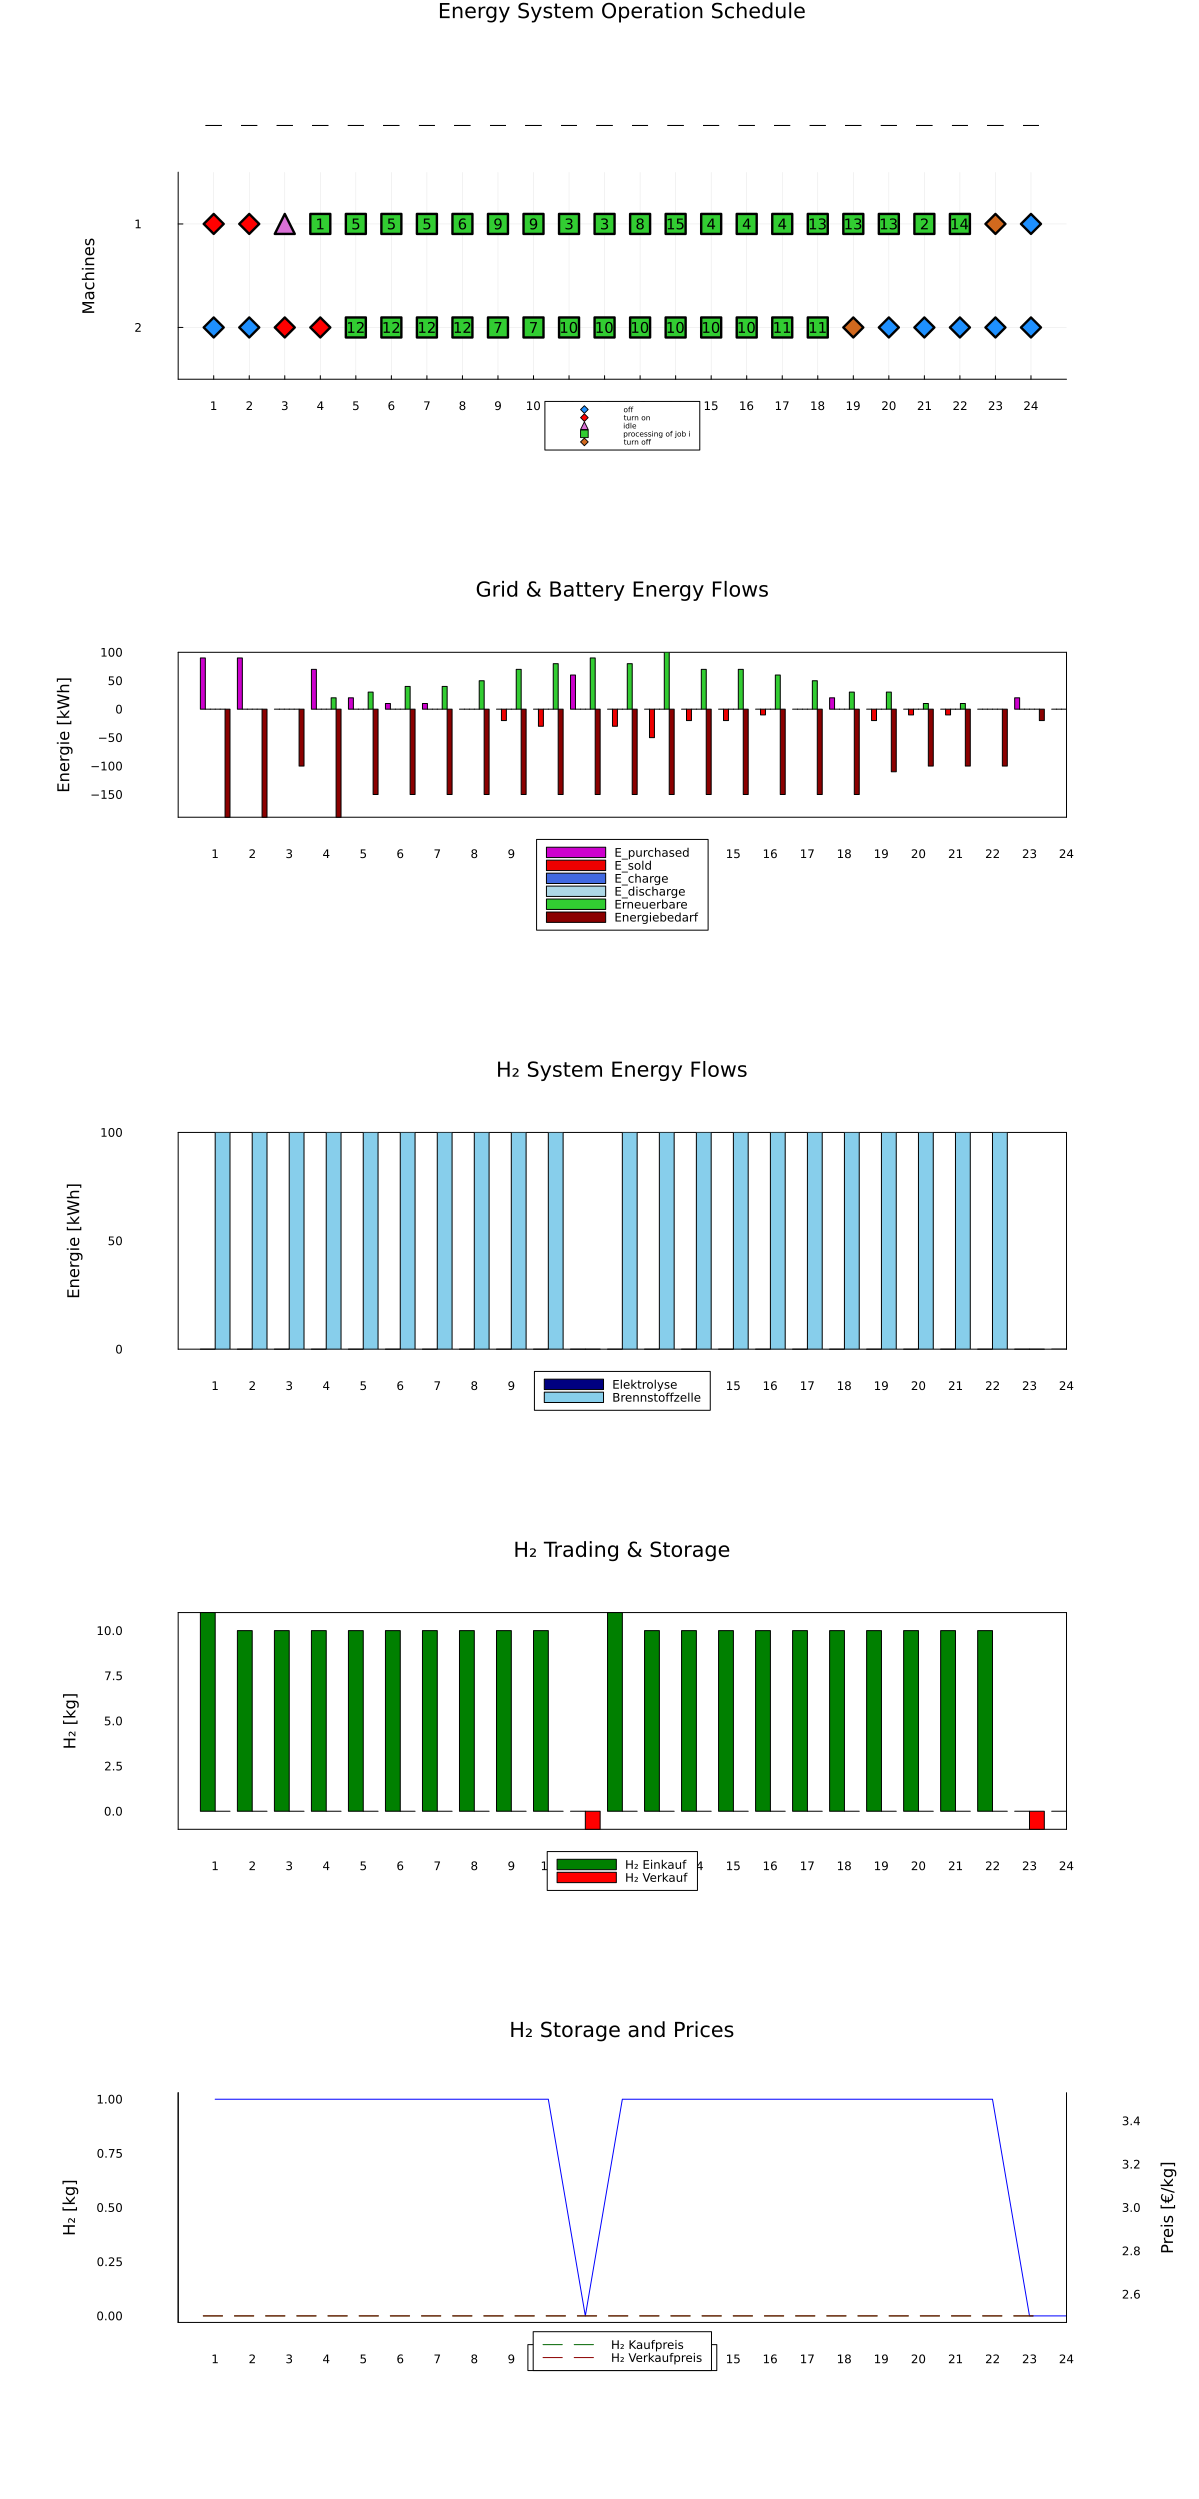 Energy System Operation Schedule
Machines
1
1 5 5 5 6 9 9 3 3 8 15 4 4 4 13 13 13 2 14
2
12 12 12 12 7 7 10 10 10 10 10 10 11 11
1 2 3 4 5 6 7 8 9 10 15 16 17 18 19 20 21 22 23 24
off
turn on
idle
processing of job i
turn off
Grid & Battery Energy Flows
Energie [kWh]
100
50
0
−50
−100
−150
1 2 3 4 5 6 7 8 9 15 16 17 18 19 20 21 22 23 24
E_purchased
E_sold
E_charge
E_discharge
Erneuerbare
Energiebedarf
H₂ System Energy Flows
Energie [kWh]
100
50
0
1 2 3 4 5 6 7 8 9 15 16 17 18 19 20 21 22 23 24
Elektrolyse
Brennstoffzelle
H₂ Trading & Storage
H₂ [kg]
10.0
7.5
5.0
2.5
0.0
1 2 3 4 5 6 7 8 9 15 16 17 18 19 20 21 22 23 24
H₂ Einkauf
H₂ Verkauf
H₂ Storage and Prices
H₂ [kg]
1.00
0.75
0.50
0.25
0.00
Preis [€/kg]
3.4
3.2
3.0
2.8
2.6
1 2 3 4 5 6 7 8 9 15 16 17 18 19 20 21 22 23 24
H₂ Kaufpreis
H₂ Verkaufpreis